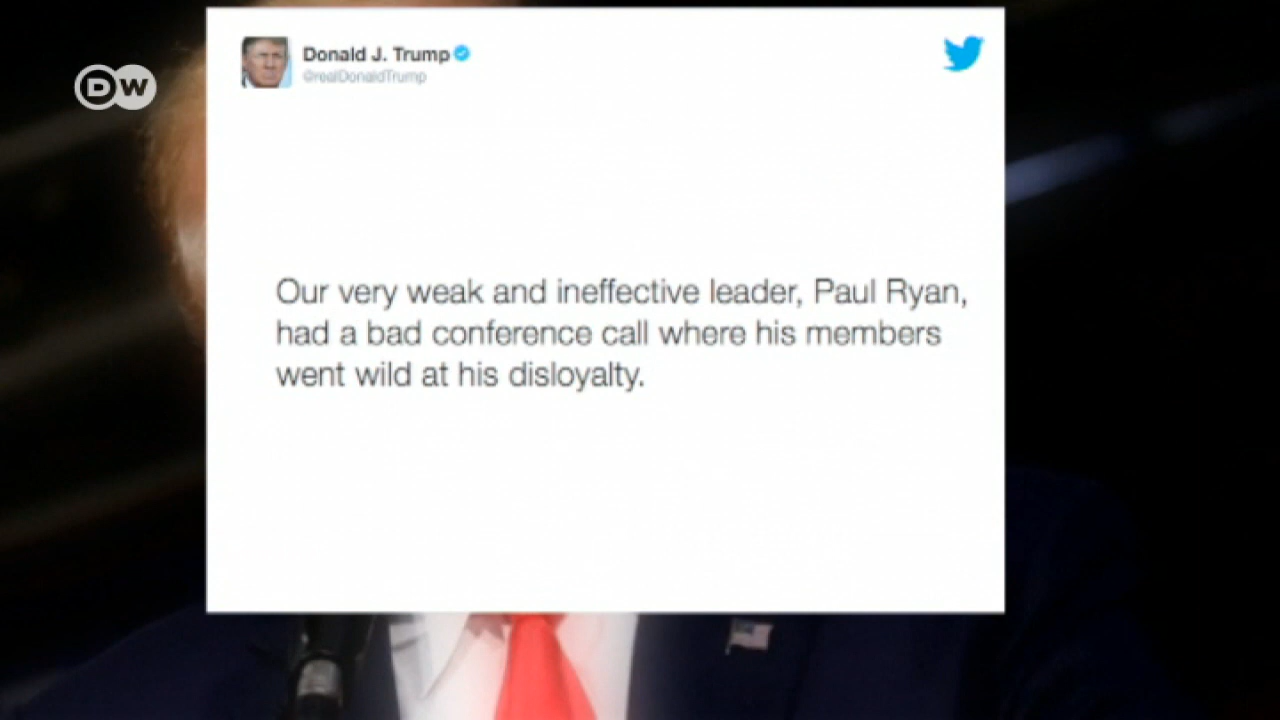 DW
Donald J. Trump
@realDonaldTrump
Our very weak and ineffective leader, Paul Ryan,
had a bad conference call where his members
went wild at his disloyalty.